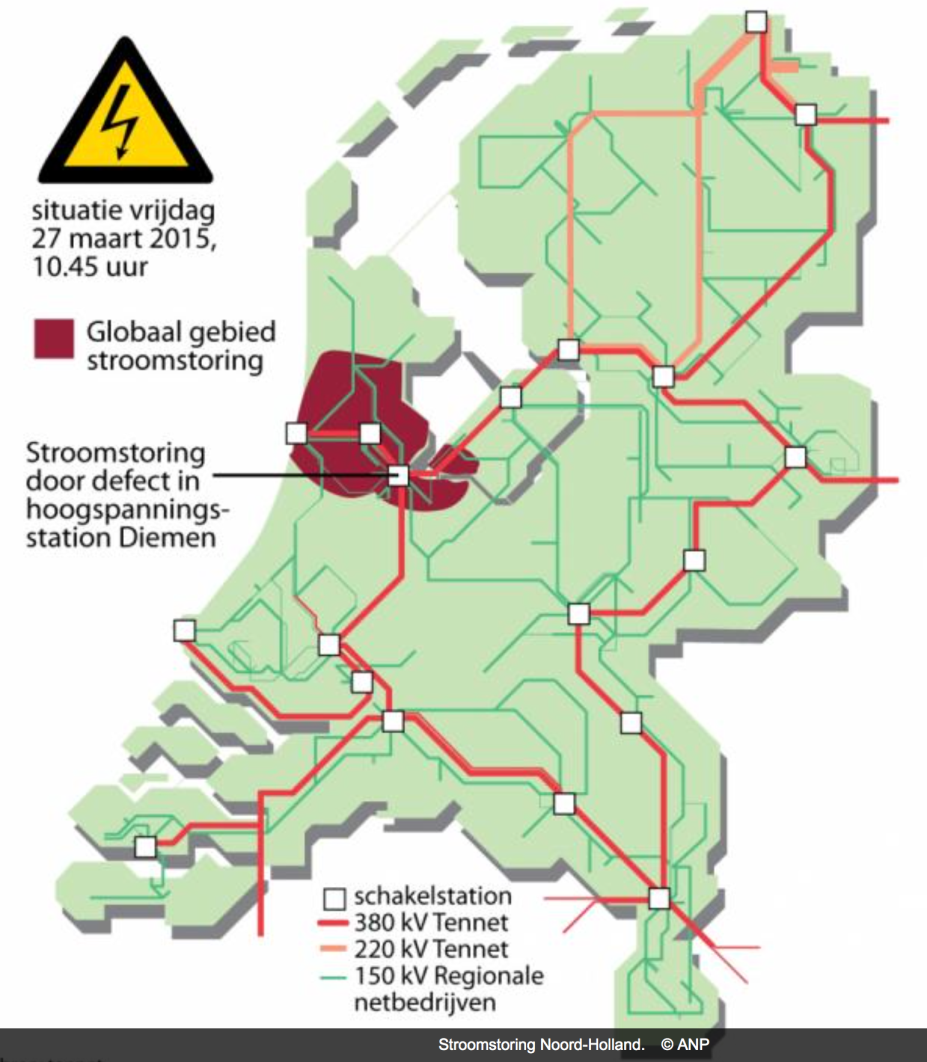 situatie vrijdag
27 maart 2015,
10.45 uur
Globaal gebied
stroomstoring
Stroomstoring
door defect in
hoogspannings-
station Diemen
schakelstation
380 kV Tennet
220 kV Tennet
150 kV Regionale
netbedrijven
Stroomstoring Noord-Holland. © ANP